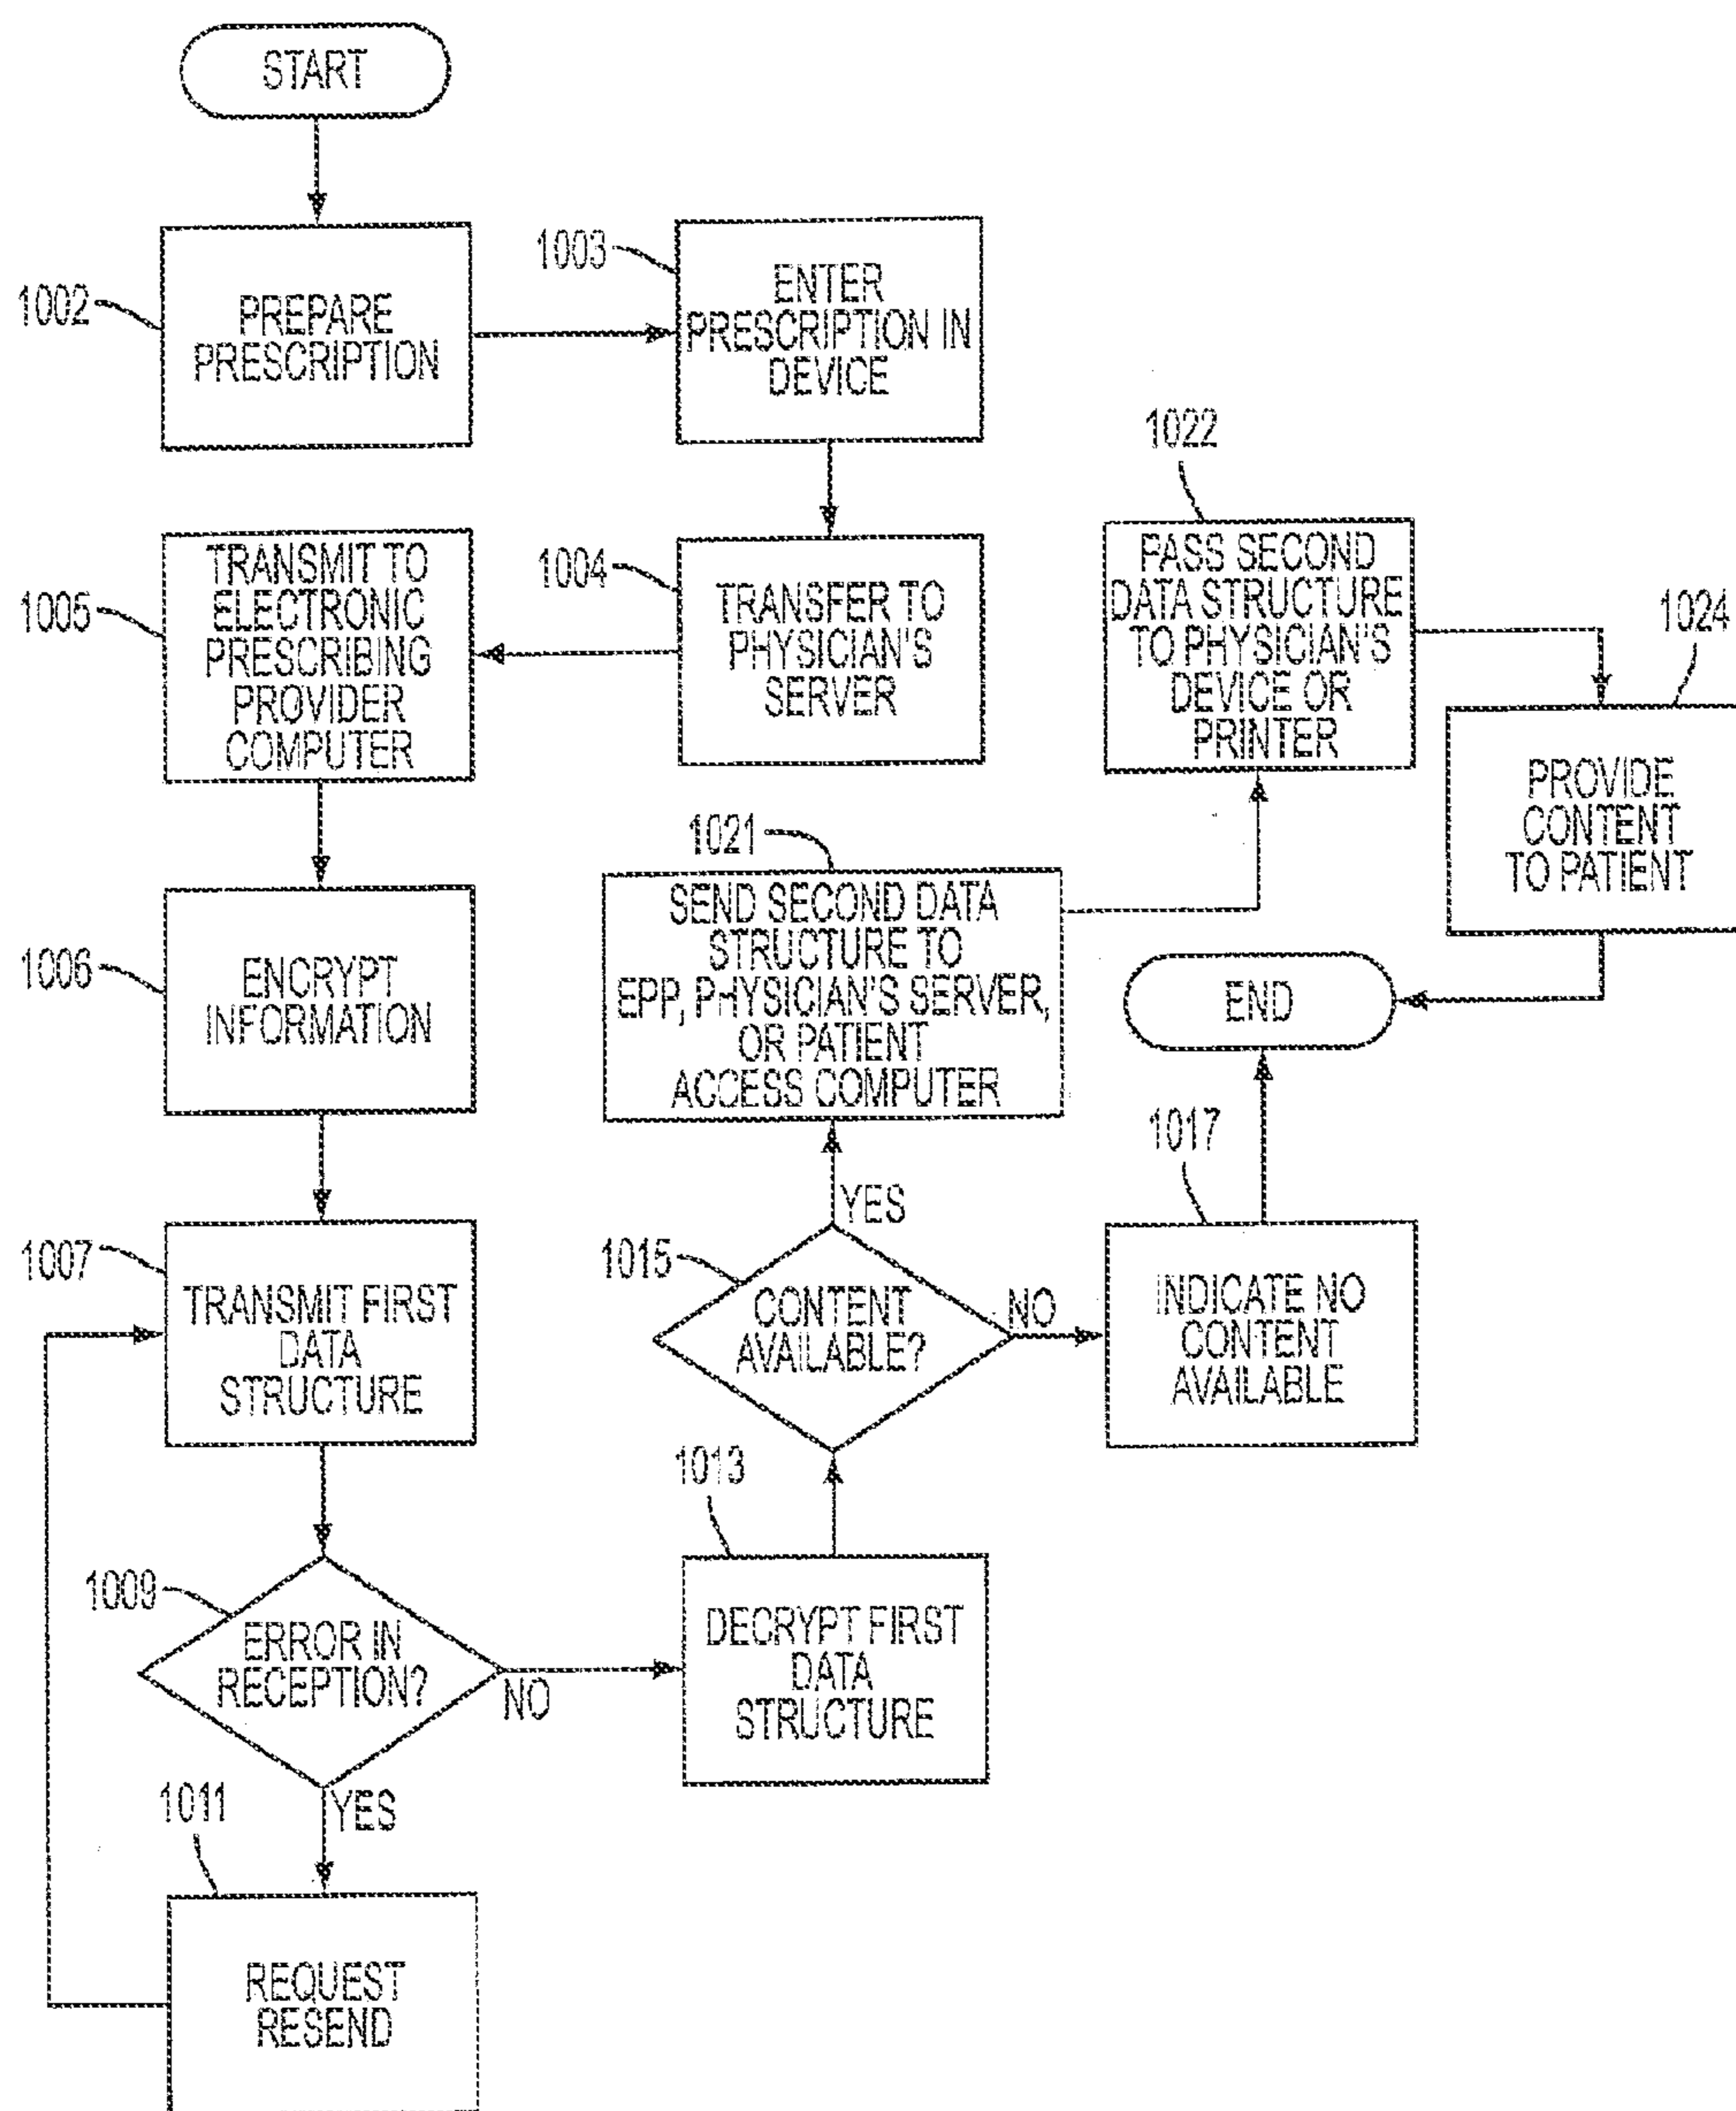 START
1002
PREPARE
PRESCRIPTION
1003
ENTER
PRESCRIPTION IN
DEVICE
1004
TRANSFER TO
PHYSICIAN'S
SERVER
1005
TRANSMIT TO
ELECTRONIC
PRESCRIBING
PROVIDER
COMPUTER
1006
ENCRYPT
INFORMATION
1007
TRANSMIT FIRST
DATA
STRUCTURE
1009
ERROR IN
RECEPTION?
YES
NO
1011
REQUEST
RESEND
1013
DECRYPT FIRST
DATA
STRUCTURE
1015
CONTENT
AVAILABLE?
YES
NO
1017
INDICATE NO
CONTENT
AVAILABLE
1021
SEND SECOND DATA
STRUCTURE TO
EPP, PHYSICIAN'S SERVER,
OR PATIENT
ACCESS COMPUTER
1022
PASS SECOND
DATA STRUCTURE
TO PHYSICIAN'S
DEVICE OR
PRINTER
1024
PROVIDE
CONTENT
TO PATIENT
END